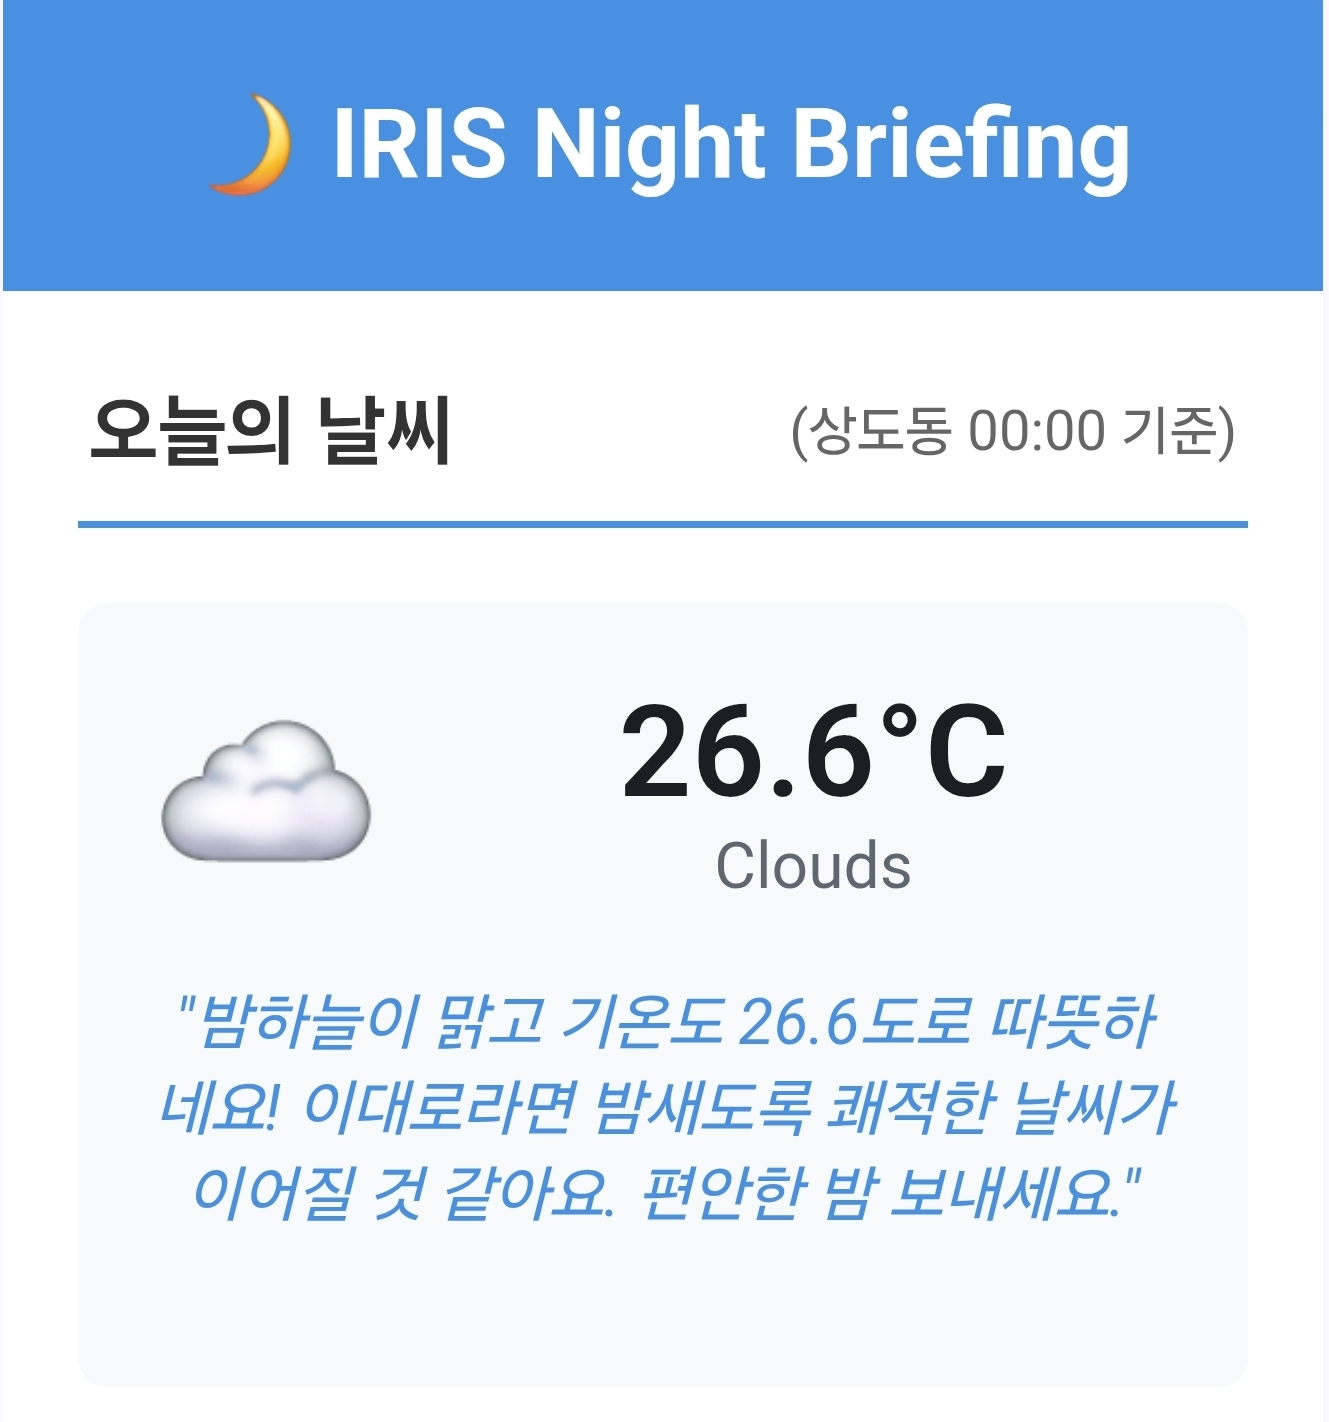 IRIS Night Briefing
오늘의 날씨 (상도동 00:00 기준)
26.6°C
Clouds
"밤하늘이 맑고 기온도 26.6도로 따뜻하
네요! 이대로라면 밤새도록 쾌적한 날씨가
이어질 것 같아요. 편안한 밤 보내세요."